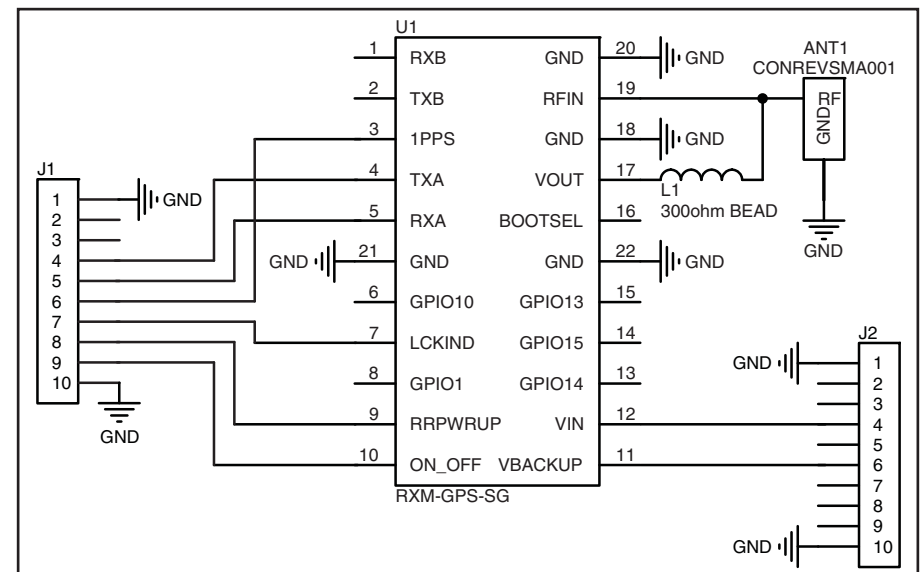 U1
1 RXB GND 20 GND
2 TXB RFIN 19
3 1PPS GND 18 GND
4 TXA VOUT 17
L1
300ohm BEAD
5 RXA BOOTSEL 16
GND 21 GND GND 22 GND
6 GPIO10 GPIO13 15
7 LCKIND GPIO15 14
8 GPIO1 GPIO14 13
9 RRPWRUP VIN 12
10 ON_OFF VBACKUP 11
RXM-GPS-SG
ANT1
CONREVSMA001
RF
GND
GND
J1
1 GND
2
3
4
5
6
7
8
9
10
GND
J2
GND 1
2
3
4
5
6
7
8
9
GND 10